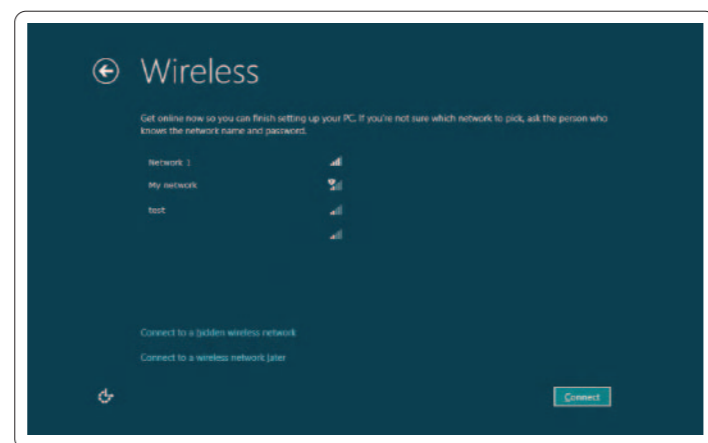 Wireless
Get online now so you can finish setting up your PC. If you're not sure which network to pick, ask the person who
knows the network name and password.
Network 1
My network
test
Connect to a hidden wireless network
Connect to a wireless network later
Connect